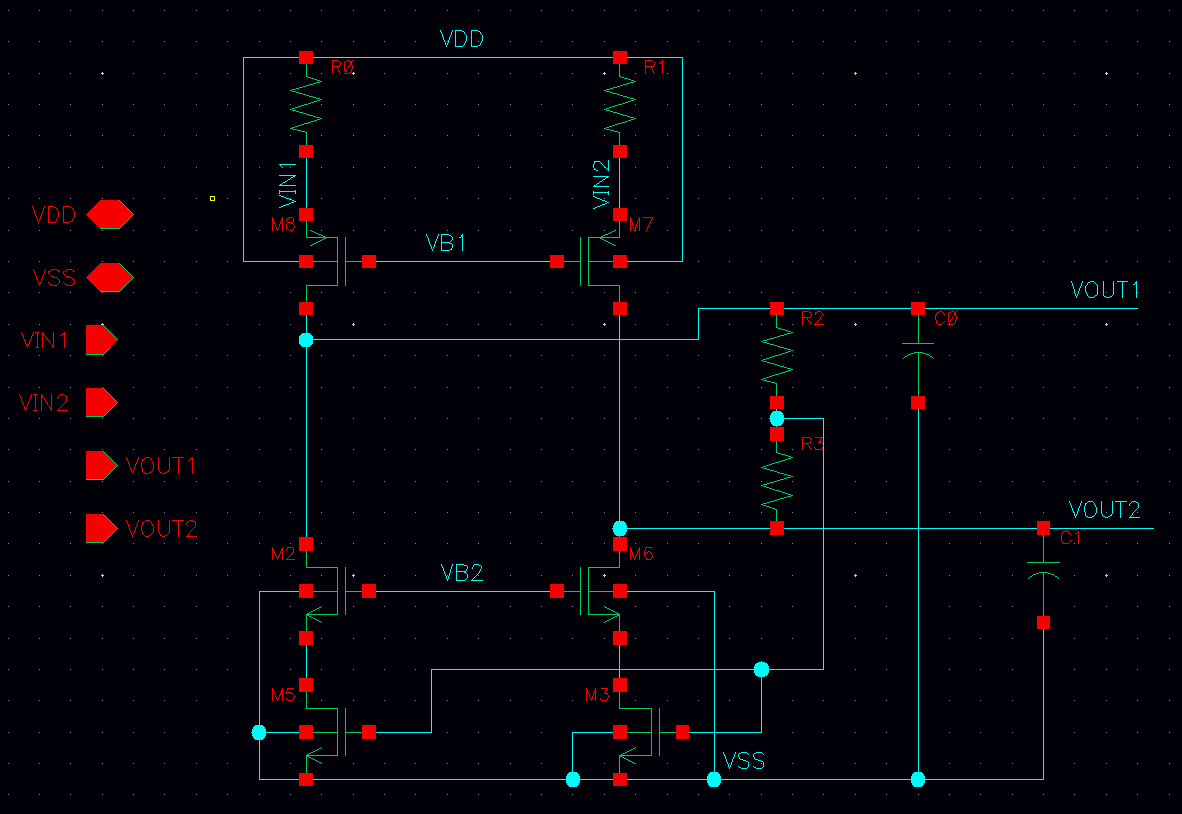 VDD
R0
R1
VIN1
VIN2
VDD
M8
M7
VB1
VSS
VOUT1
VIN1
R2
C0
VIN2
R3
VOUT1
VOUT2
VOUT2
C1
M2
M6
VB2
M5
M3
VSS